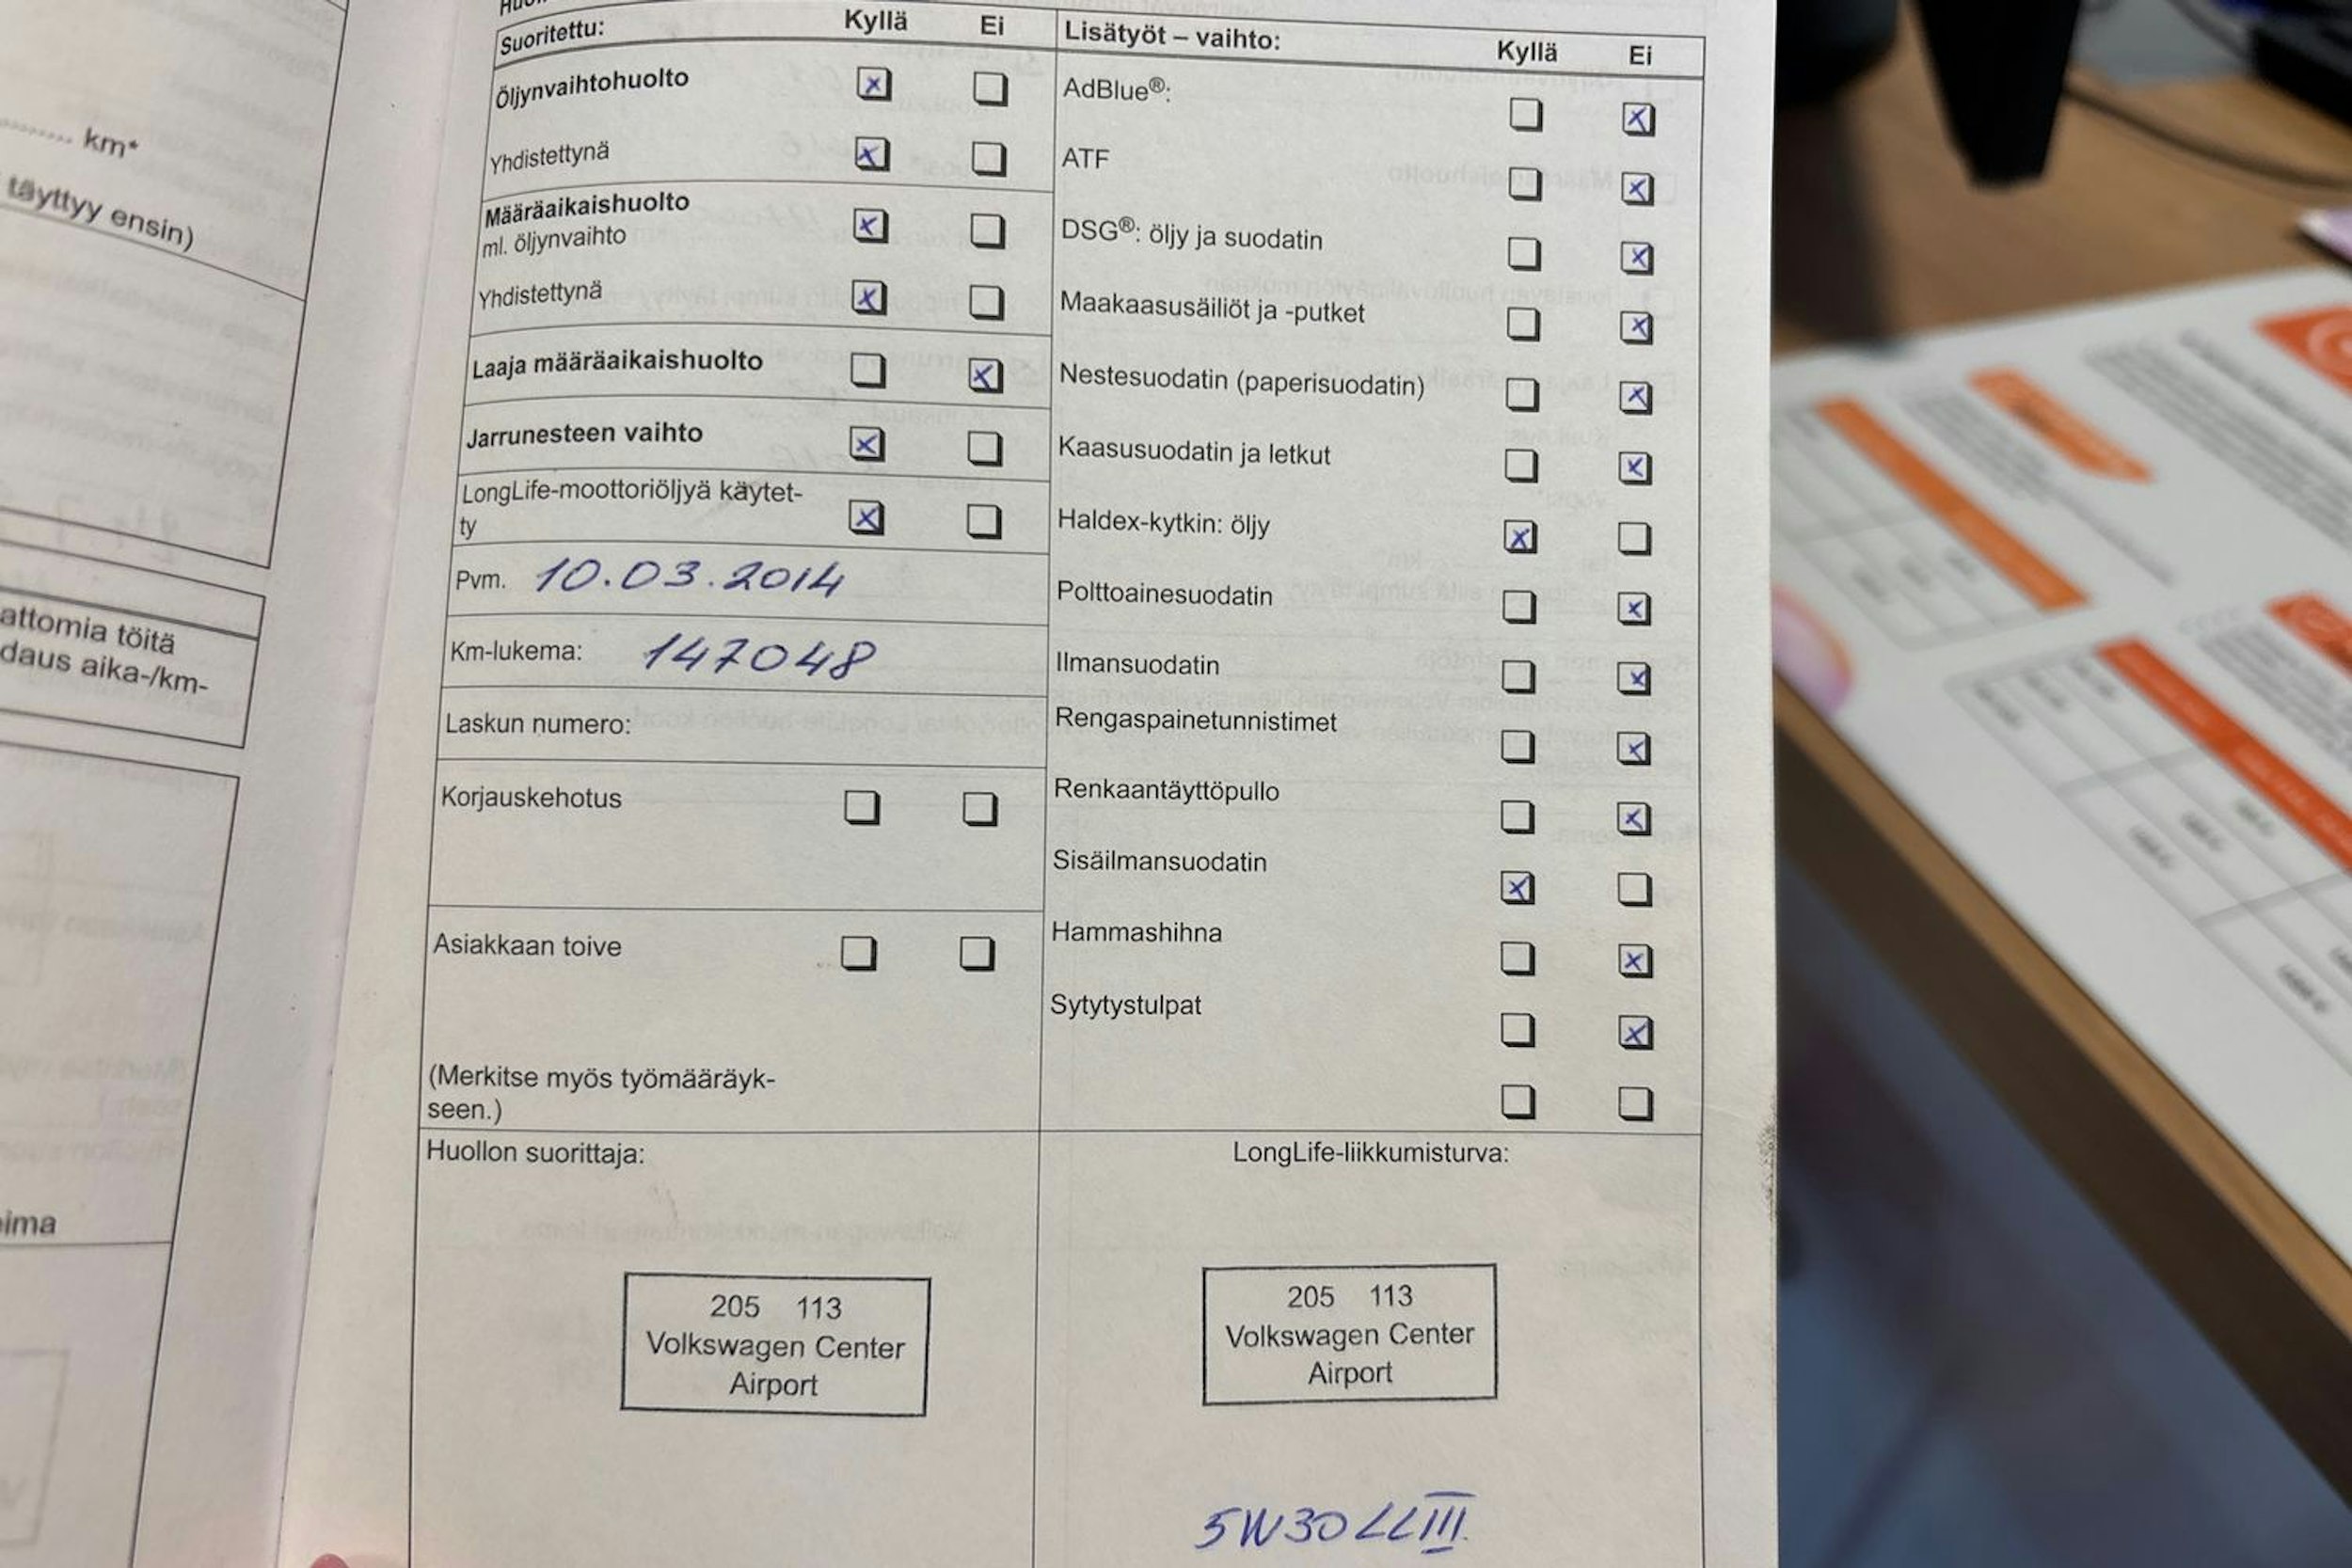 km*
täyttyy ensin)
attomia töitä
daus aika-/km-
Suoritettu: Kyllä Ei
Öljynvaihtohuolto
Yhdistettynä
Määräaikaishuolto
ml. öljynvaihto
Yhdistettynä
Laaja määräaikaishuolto
Jarrunesteen vaihto
LongLife-moottoriöljyä käytet-
ty
Pvm. 10.03.2014
Km-lukema: 147048
Laskun numero:
Korjauskehotus
Asiakkaan toive
(Merkitse myös työmääräyk-
seen.)
Huollon suorittaja:
205 113
Volkswagen Center
Airport
Lisätyöt – vaihto: Kyllä Ei
AdBlue®:
ATF
DSG®: öljy ja suodatin
Maakaasusäiliöt ja -putket
Nestesuodatin (paperisuodatin)
Kaasusuodatin ja letkut
Haldex-kytkin: öljy
Polttoainesuodatin
Ilmansuodatin
Rengaspainetunnistimet
Renkaantäyttöpullo
Sisäilmansuodatin
Hammashihna
Sytytystulpat
LongLife-liikkumisturva:
205 113
Volkswagen Center
Airport
5W30 LLIII.